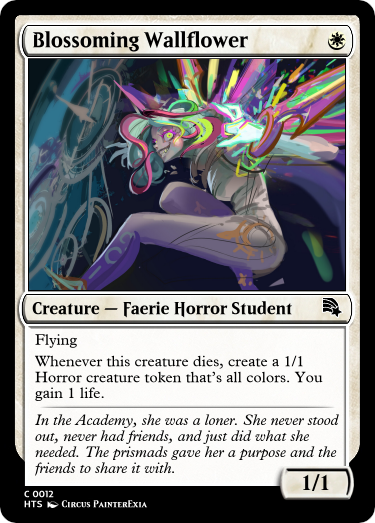 Blossoming Wallflower
Creature — Faerie Horror Student
Flying
Whenever this creature dies, create a 1/1
Horror creature token that's all colors. You
gain 1 life.
In the Academy, she was a loner. She never stood
out, never had friends, and just did what she
needed. The prismads gave her a purpose and the
friends to share it with.
1/1
C 0012
HTS Circus PainterExia